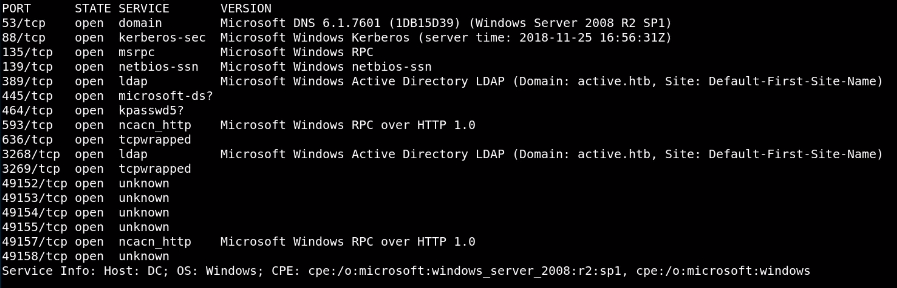 PORT STATE SERVICE VERSION
53/tcp open domain Microsoft DNS 6.1.7601 (1DB15D39) (Windows Server 2008 R2 SP1)
88/tcp open kerberos-sec Microsoft Windows Kerberos (server time: 2018-11-25 16:56:31Z)
135/tcp open msrpc Microsoft Windows RPC
139/tcp open netbios-ssn Microsoft Windows netbios-ssn
389/tcp open ldap Microsoft Windows Active Directory LDAP (Domain: active.htb, Site: Default-First-Site-Name)
445/tcp open microsoft-ds?
464/tcp open kpasswd5?
593/tcp open ncacn_http Microsoft Windows RPC over HTTP 1.0
636/tcp open tcpwrapped
3268/tcp open ldap Microsoft Windows Active Directory LDAP (Domain: active.htb, Site: Default-First-Site-Name)
3269/tcp open tcpwrapped
49152/tcp open unknown
49153/tcp open unknown
49154/tcp open unknown
49155/tcp open unknown
49157/tcp open ncacn_http Microsoft Windows RPC over HTTP 1.0
49158/tcp open unknown
Service Info: Host: DC; OS: Windows; CPE: cpe:/o:microsoft:windows_server_2008:r2:sp1, cpe:/o:microsoft:windows